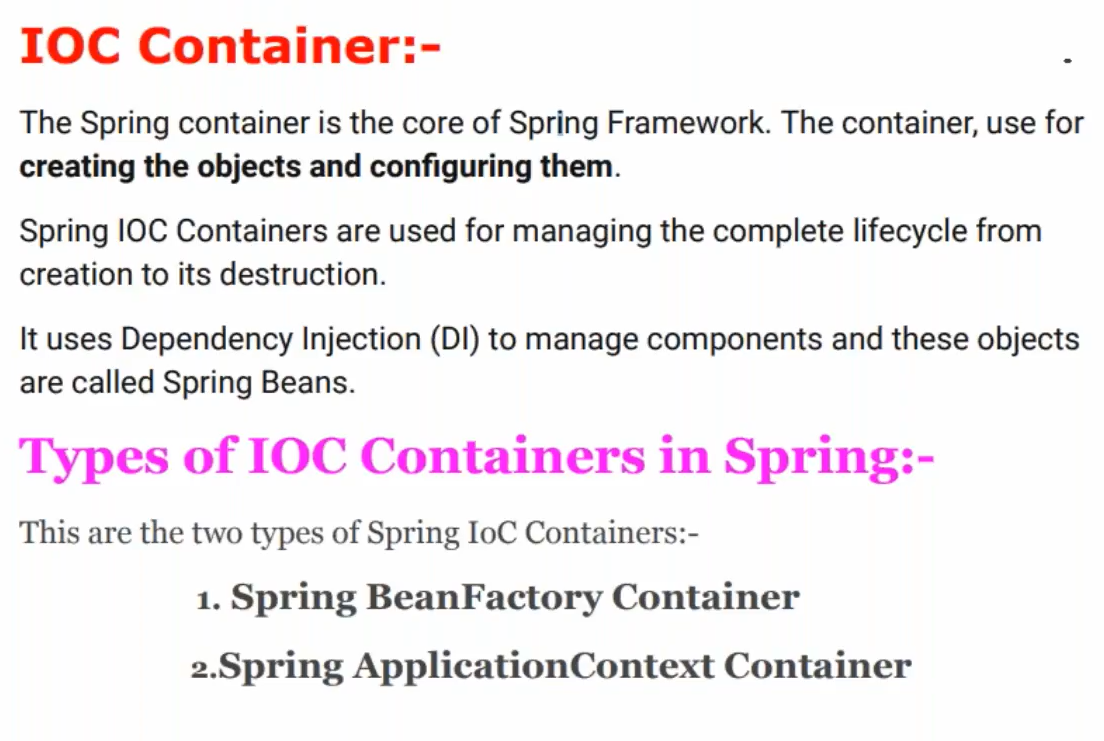 IOC Container:-
The Spring container is the core of Spring Framework. The container, use for
creating the objects and configuring them.
Spring IOC Containers are used for managing the complete lifecycle from
creation to its destruction.
It uses Dependency Injection (DI) to manage components and these objects
are called Spring Beans.
Types of IOC Containers in Spring:-
This are the two types of Spring IoC Containers:-
1. Spring BeanFactory Container
2.Spring ApplicationContext Container